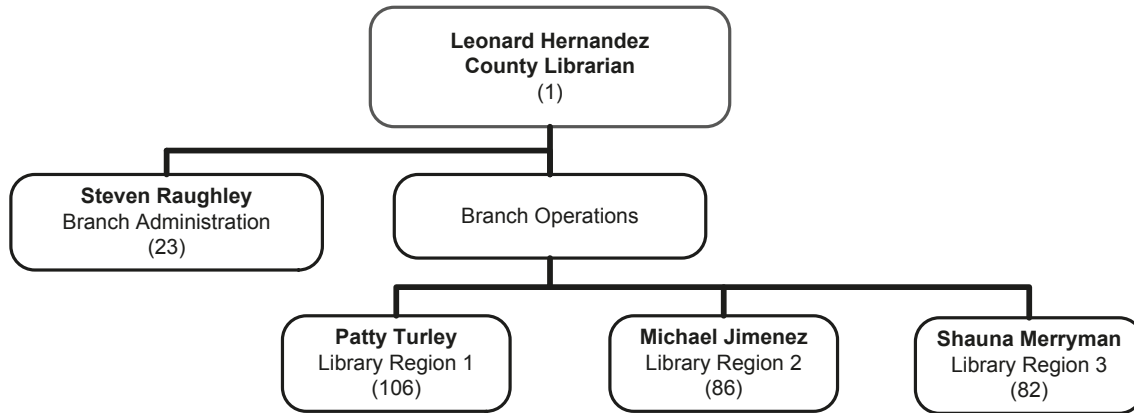 Leonard Hernandez
County Librarian
(1)
Steven Raughley
Branch Administration
(23)
Branch Operations
Patty Turley
Library Region 1
(106)
Michael Jimenez
Library Region 2
(86)
Shauna Merryman
Library Region 3
(82)